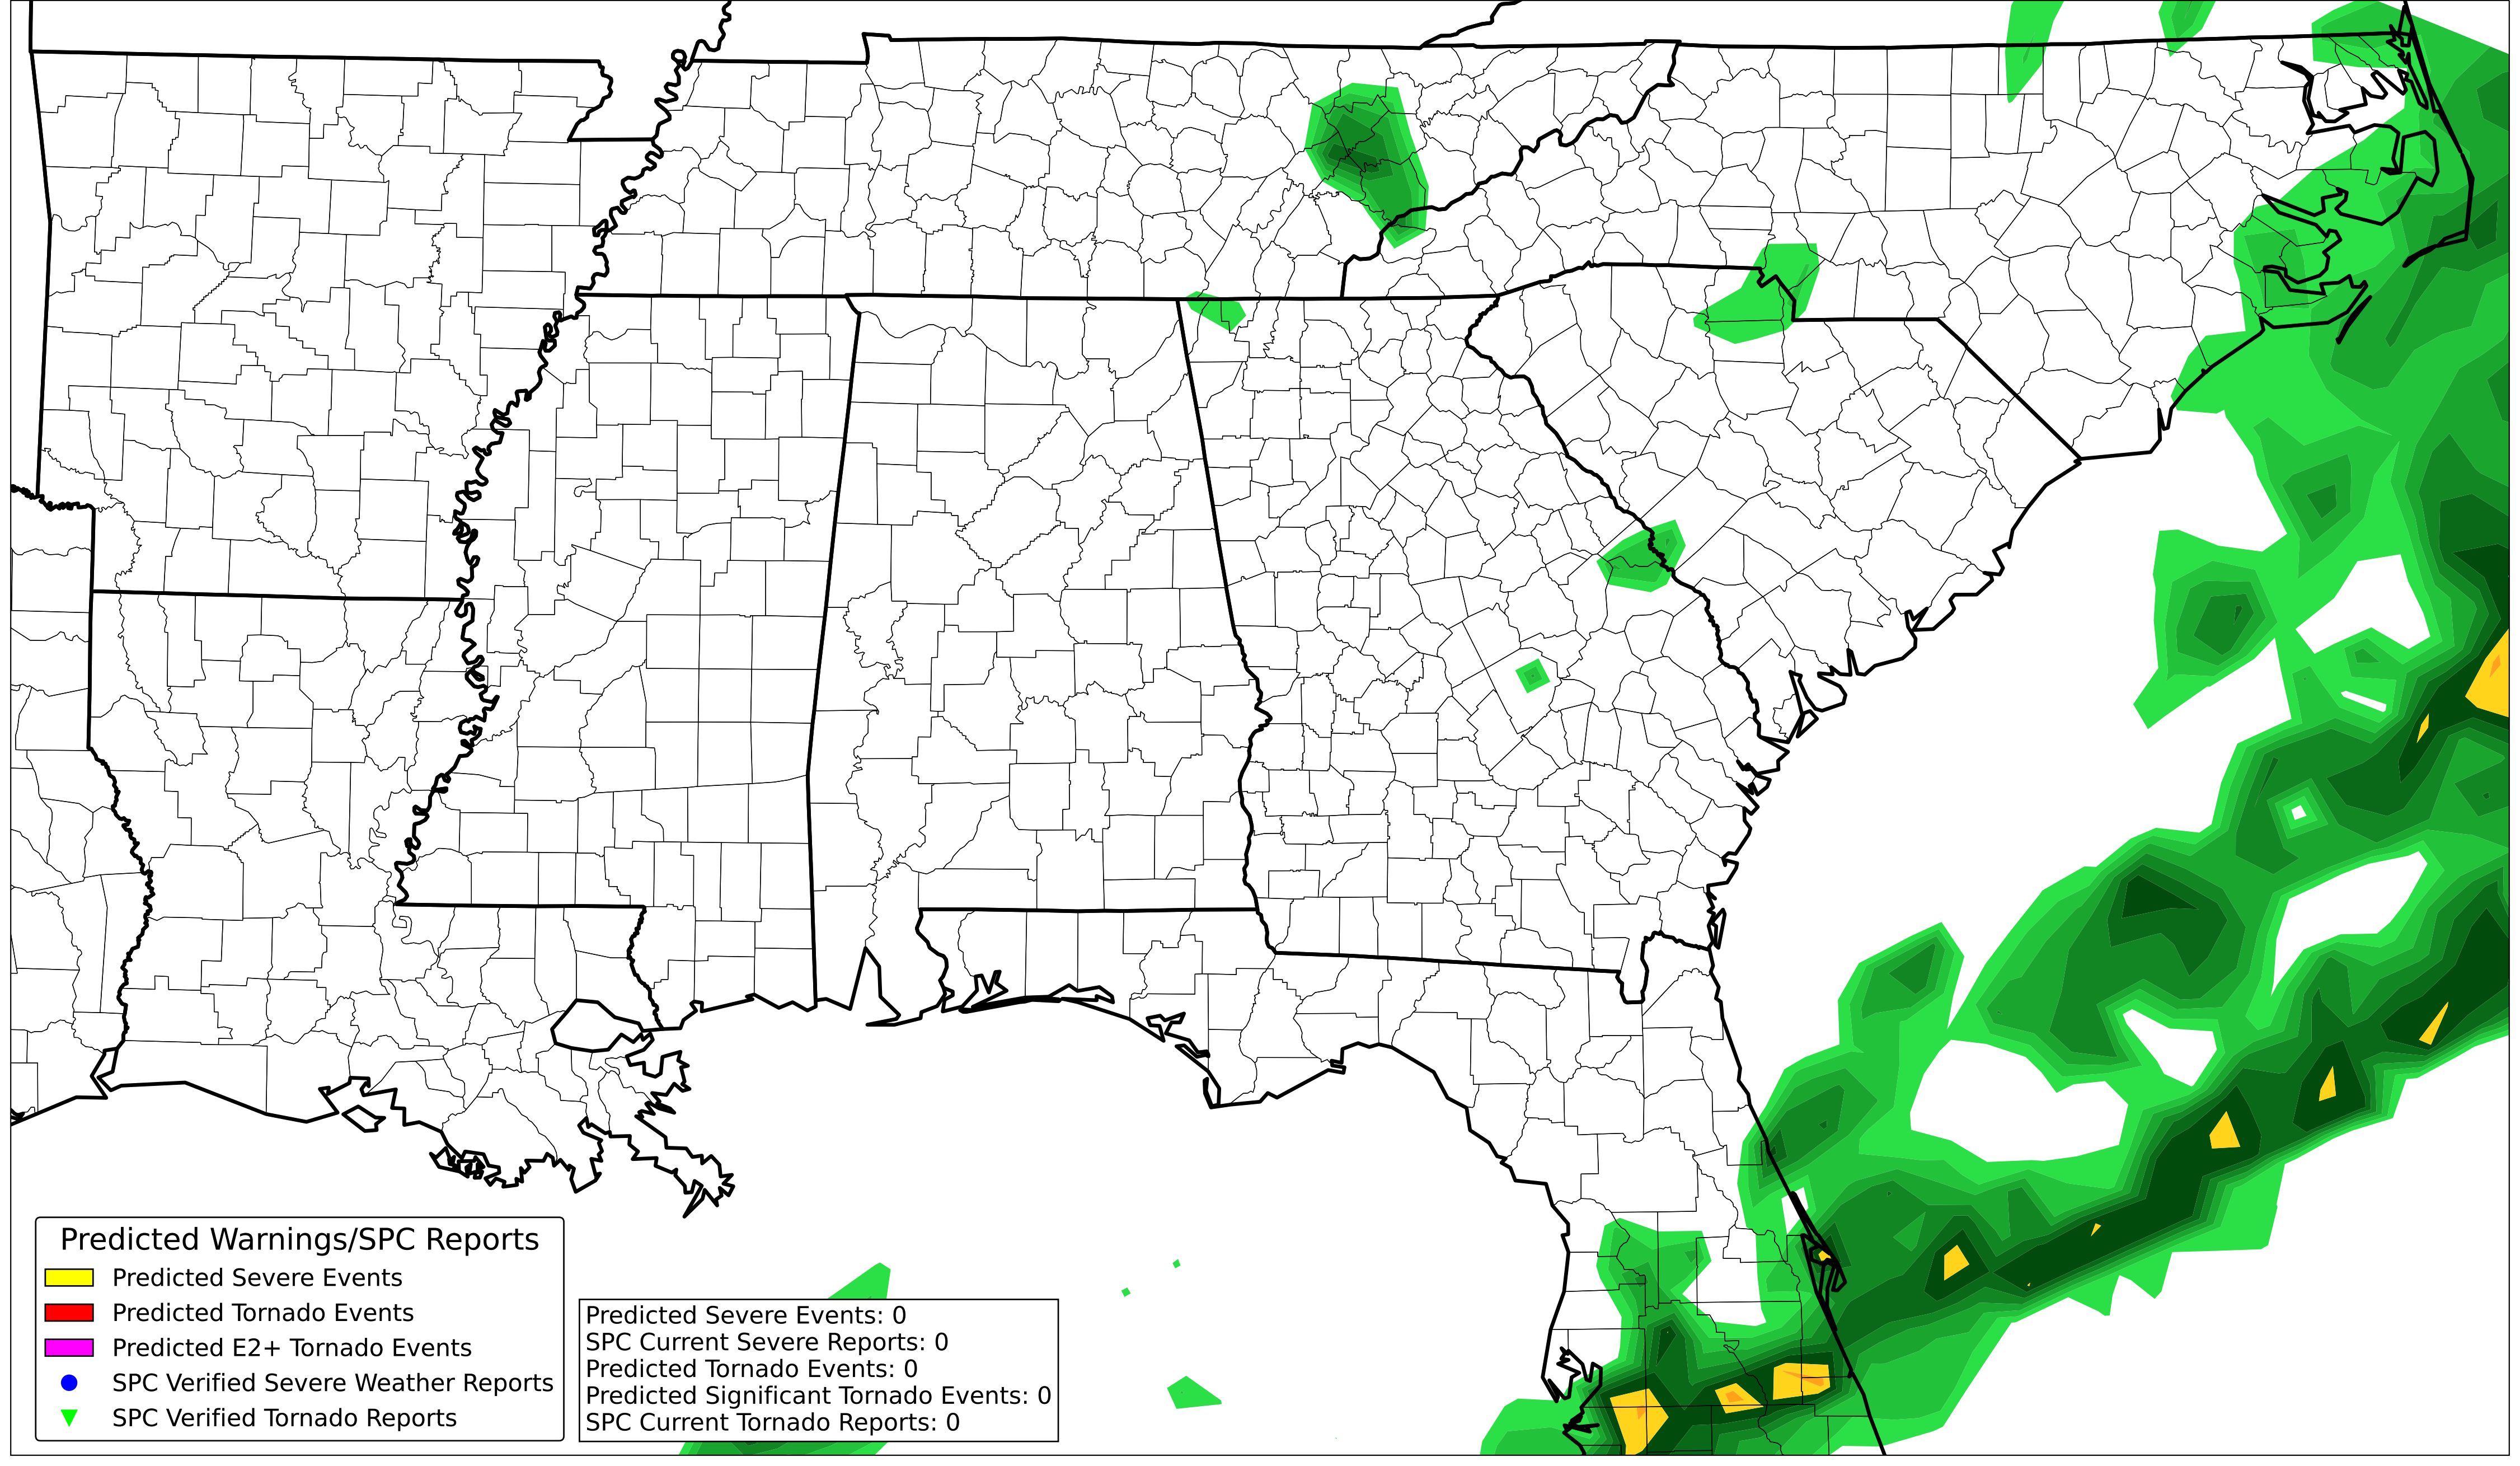 Predicted Warnings/SPC Reports
Predicted Severe Events
Predicted Tornado Events
Predicted E2+ Tornado Events
SPC Verified Severe Weather Reports
SPC Verified Tornado Reports
Predicted Severe Events: 0
SPC Current Severe Reports: 0
Predicted Tornado Events: 0
Predicted Significant Tornado Events: 0
SPC Current Tornado Reports: 0